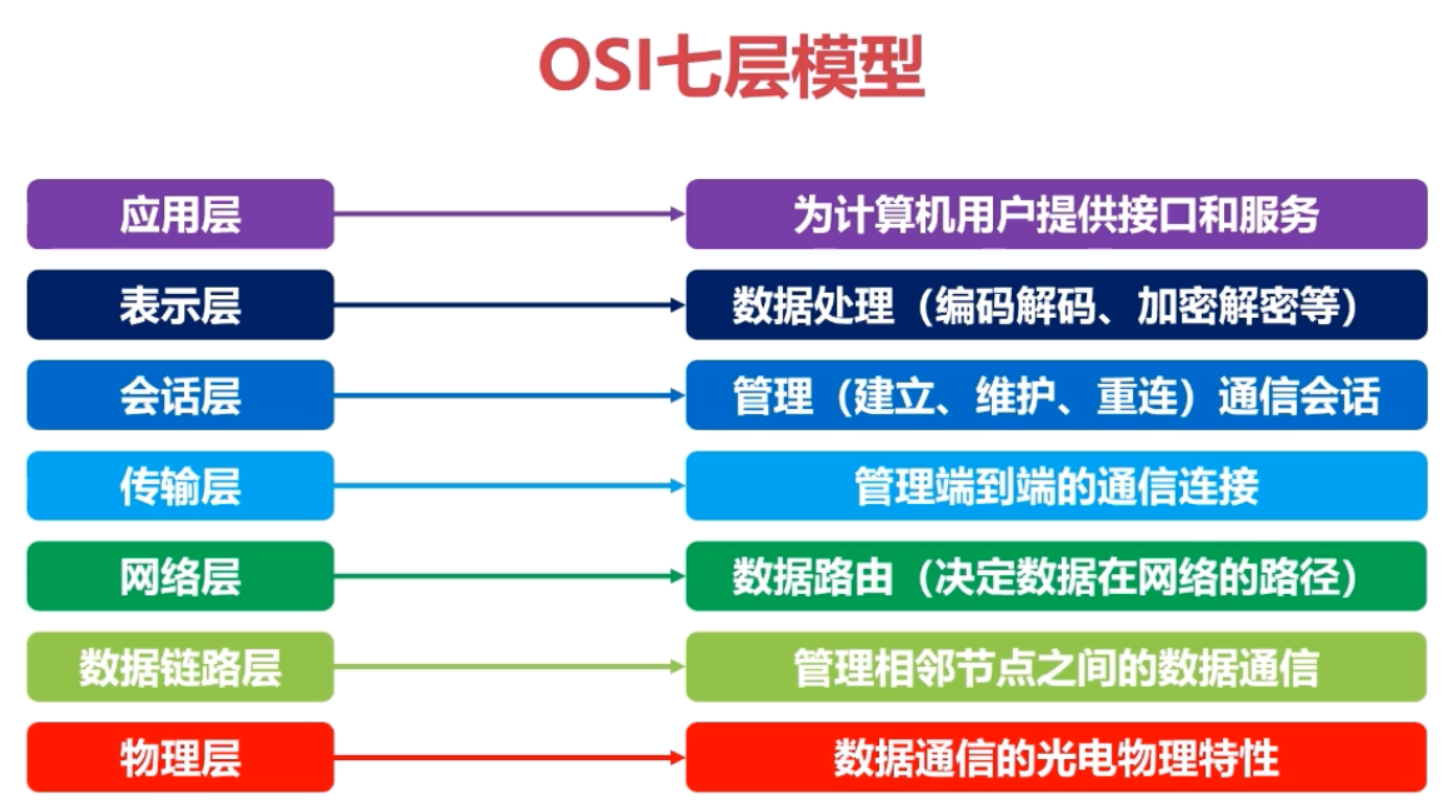 OSI七层模型
应用层
为计算机用户提供接口和服务
表示层
数据处理（编码解码、加密解密等）
会话层
管理（建立、维护、重连）通信会话
传输层
管理端到端的通信连接
网络层
数据路由（决定数据在网络的路径）
数据链路层
管理相邻节点之间的数据通信
物理层
数据通信的光电物理特性